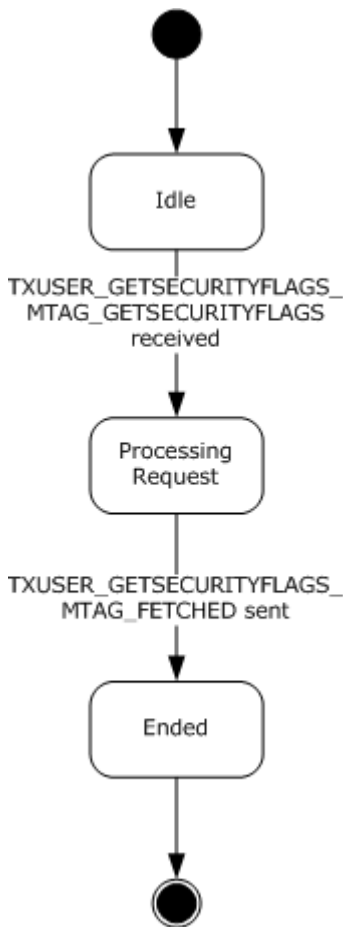 Idle
TXUSER_GETSECURITYFLAGS_
MTAG_GETSECURITYFLAGS
received
Processing
Request
TXUSER_GETSECURITYFLAGS_
MTAG_FETCHED sent
Ended